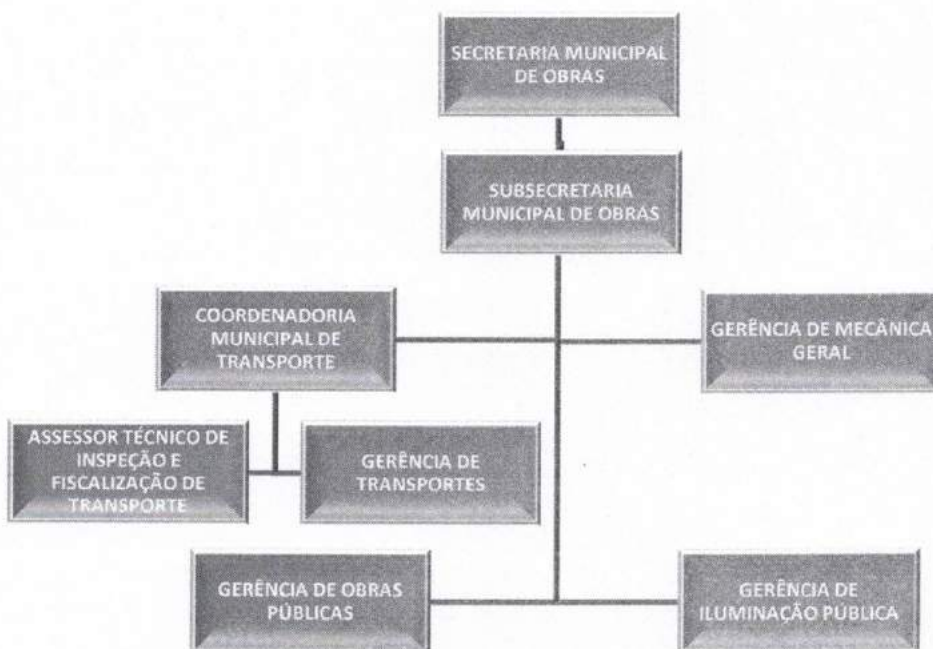 SECRETARIA MUNICIPAL
DE OBRAS
SUBSECRETARIA
MUNICIPAL DE OBRAS
COORDENADORIA
MUNICIPAL DE
TRANSPORTE
GERÊNCIA DE MECÂNICA
GERAL
ASSESSOR TÉCNICO DE
INSPEÇÃO E
FISCALIZAÇÃO DE
TRANSPORTE
GERÊNCIA DE
TRANSPORTES
GERÊNCIA DE OBRAS
PÚBLICAS
GERÊNCIA DE
ILUMINAÇÃO PÚBLICA